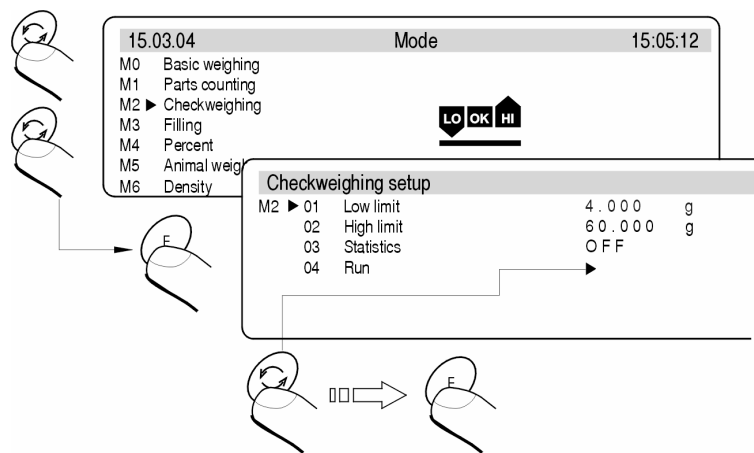 15.03.04 Mode 15:05:12
M0 Basic weighing
M1 Parts counting
M2 ▶ Checkweighing
M3 Filling
M4 Percent
M5 Animal weigh
M6 Density
LO OK HI
Checkweighing setup
M2 ▶ 01 Low limit 4.000 g
02 High limit 60.000 g
03 Statistics OFF
04 Run ▶
F
F